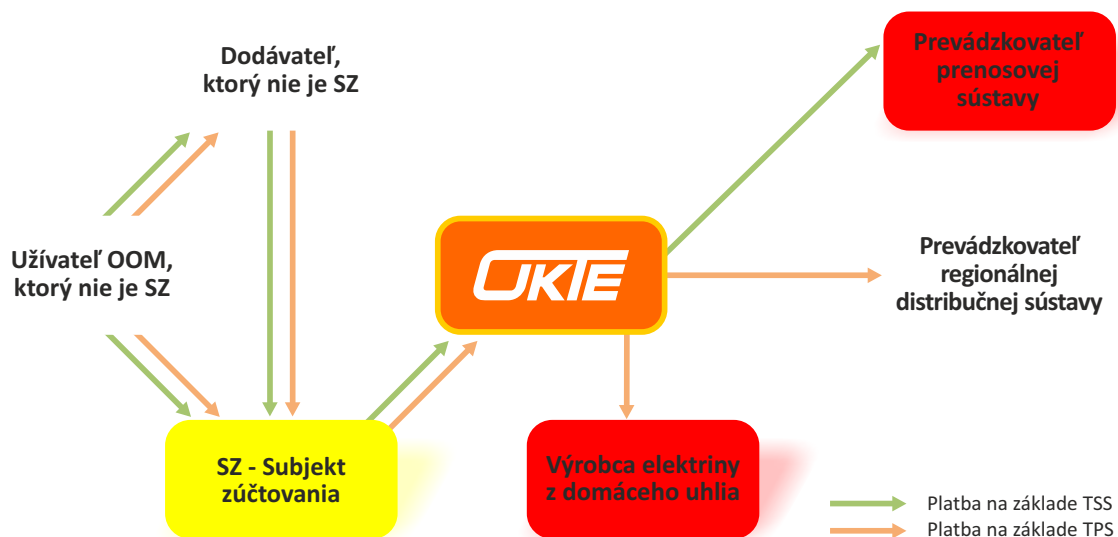 Dodávateľ,
ktorý nie je SZ
Prevádzkovateľ
prenosovej
sústavy
Užívateľ OOM,
ktorý nie je SZ
OKTE
Prevádzkovateľ
regionálnej
distribučnej sústavy
SZ - Subjekt
zúčtovania
Výrobca elektriny
z domáceho uhlia
Platba na základe TSS
Platba na základe TPS